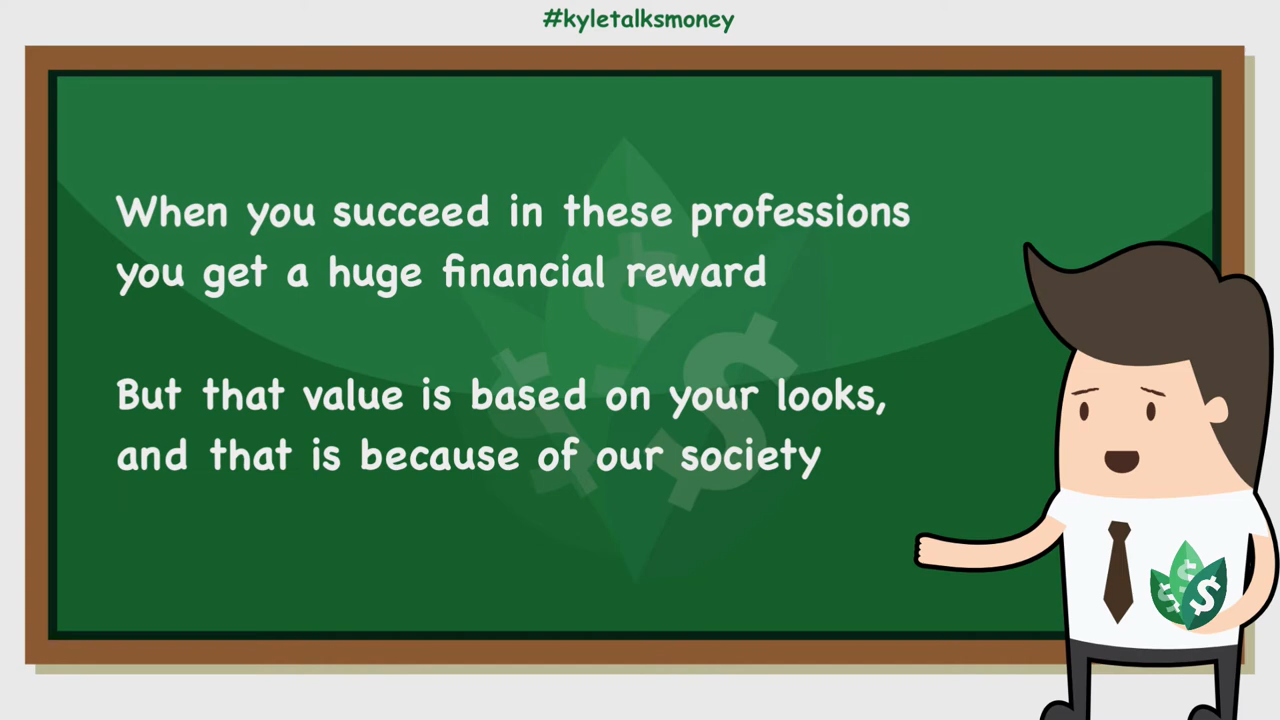 #kyletalksmoney
When you succeed in these professions
you get a huge financial reward
But that value is based on your looks,
and that is because of our society